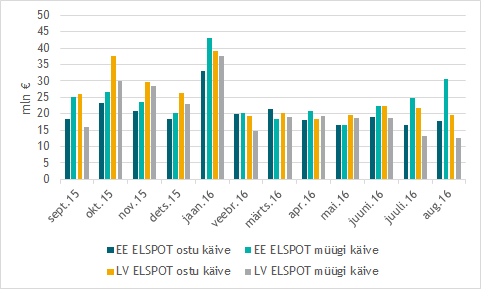 mln €
50
45
40
35
30
25
20
15
10
5
0
sept.15
okt.15
nov.15
dets.15
jaan.16
veebr.16
märts.16
apr.16
mai.16
juuni.16
juuli.16
aug.16
EE ELSPOT ostu käive
EE ELSPOT müügi käive
LV ELSPOT ostu käive
LV ELSPOT müügi käive